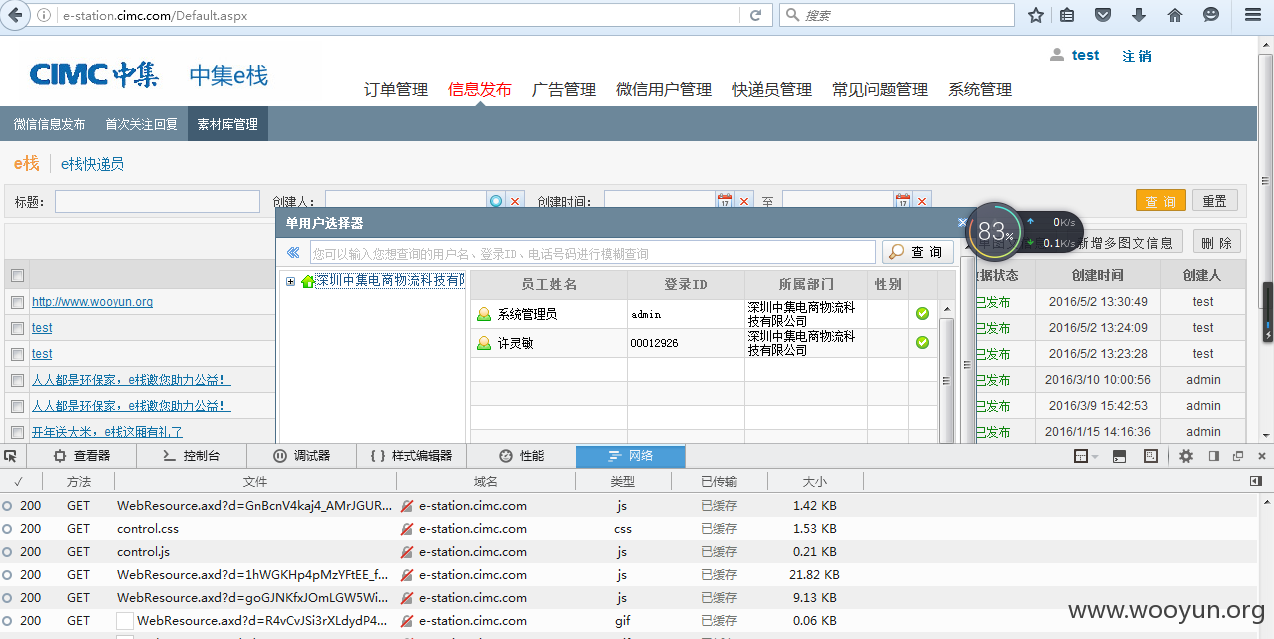 e-station.cimc.com/Default.aspx
搜索
CIMC中集 中集e栈
test 注销
订单管理 信息发布 广告管理 微信用户管理 快递员管理 常见问题管理 系统管理
微信信息发布 首次关注回复 素材库管理
e栈 e栈快递员
标题： 创建人： 创建时间： 至 查询 重置
单用户选择器
83% 0K/s 0.1K/s
新增多图文信息 删除
您可以输入您想查询的用户名、登录ID、电话号码进行模糊查询 查询
深圳中集电商物流科技有限
员工姓名 登录ID 所属部门 性别
系统管理员 admin 深圳中集电商物流科技有限公司
许灵敏 00012926 深圳中集电商物流科技有限公司
据状态 创建时间 创建人
http://www.wooyun.org 已发布 2016/5/2 13:30:49 test
test 已发布 2016/5/2 13:24:09 test
test 已发布 2016/5/2 13:23:28 test
人人都是环保家，e栈邀您助力公益！ 已发布 2016/3/10 10:00:56 admin
人人都是环保家，e栈邀您助力公益！ 已发布 2016/3/9 15:42:53 admin
开年送大米，e栈这厢有礼了 已发布 2016/1/15 14:16:36 admin
查看器 控制台 调试器 样式编辑器 性能 网络
方法 文件 域名 类型 已传输 大小
200 GET WebResource.axd?d=GnBcnV4kaj4_AMrJGUR... e-station.cimc.com js 已缓存 1.42 KB
200 GET control.css e-station.cimc.com css 已缓存 1.53 KB
200 GET control.js e-station.cimc.com js 已缓存 0.21 KB
200 GET WebResource.axd?d=1hWGKHp4pMzYFtEE_f... e-station.cimc.com js 已缓存 21.82 KB
200 GET WebResource.axd?d=goGJNKfxJOmLGW5Wi... e-station.cimc.com js 已缓存 9.13 KB
200 GET WebResource.axd?d=R4vCvJSi3rXLdydP4... e-station.cimc.com gif 已缓存 0.06 KB
www.wooyun.org